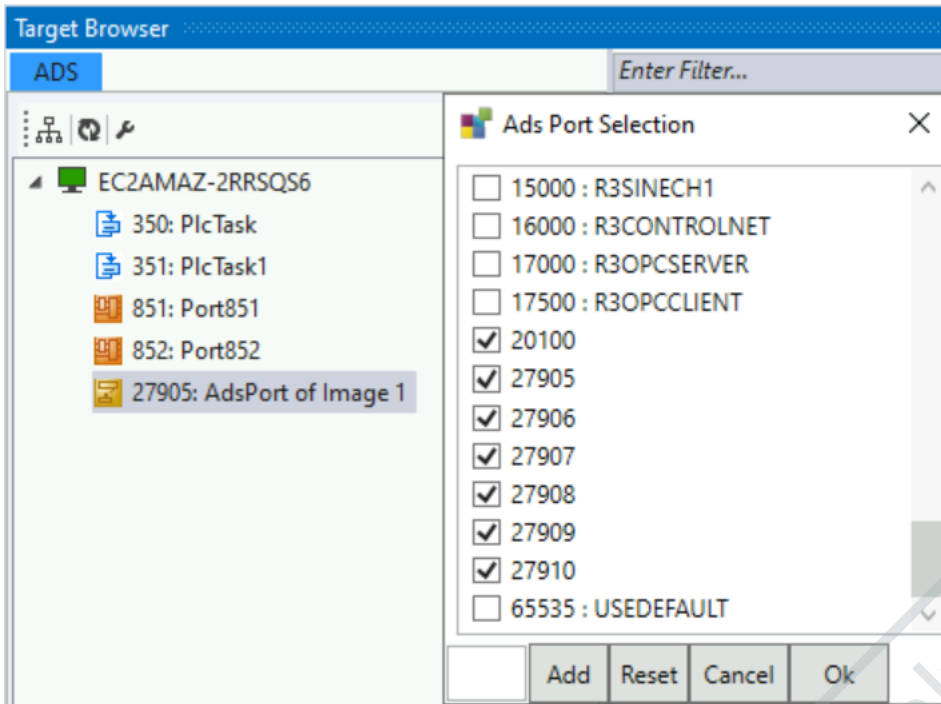 Target Browser
ADS
Enter Filter...
Ads Port Selection
EC2AMAZ-2RRSQS6
350: PlcTask
351: PlcTask1
851: Port851
852: Port852
27905: AdsPort of Image 1
15000 : R3SINECH1
16000 : R3CONTROLNET
17000 : R3OPCSERVER
17500 : R3OPCCLIENT
20100
27905
27906
27907
27908
27909
27910
65535 : USEDEFAULT
Add Reset Cancel Ok